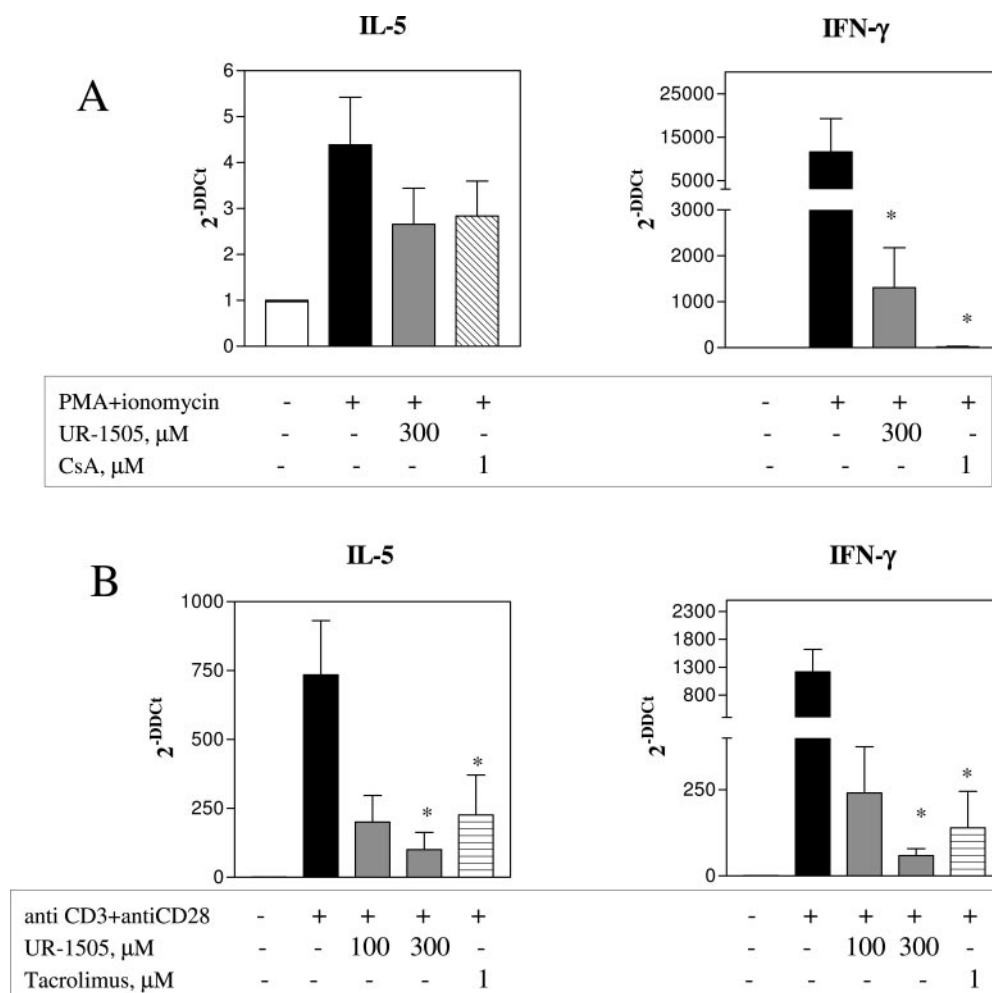 IL-5 IFN-γ
A
2-DDCt
6
5
4
3
2
1
0
2-DDCt
25000
15000
5000
3000
2000
1000
0
*
*
PMA+ionomycin - + + + - + + +
UR-1505, μM - - 300 - - - 300 -
CsA, μM - - - 1 - - - 1
B
IL-5 IFN-γ
2-DDCt
1000
750
500
250
0
*
*
2-DDCt
2300
1800
1300
800
250
0
*
*
anti CD3+antiCD28 - + + + + - + + + +
UR-1505, μM - - 100 300 - - - 100 300 -
Tacrolimus, μM - - - - 1 - - - - 1